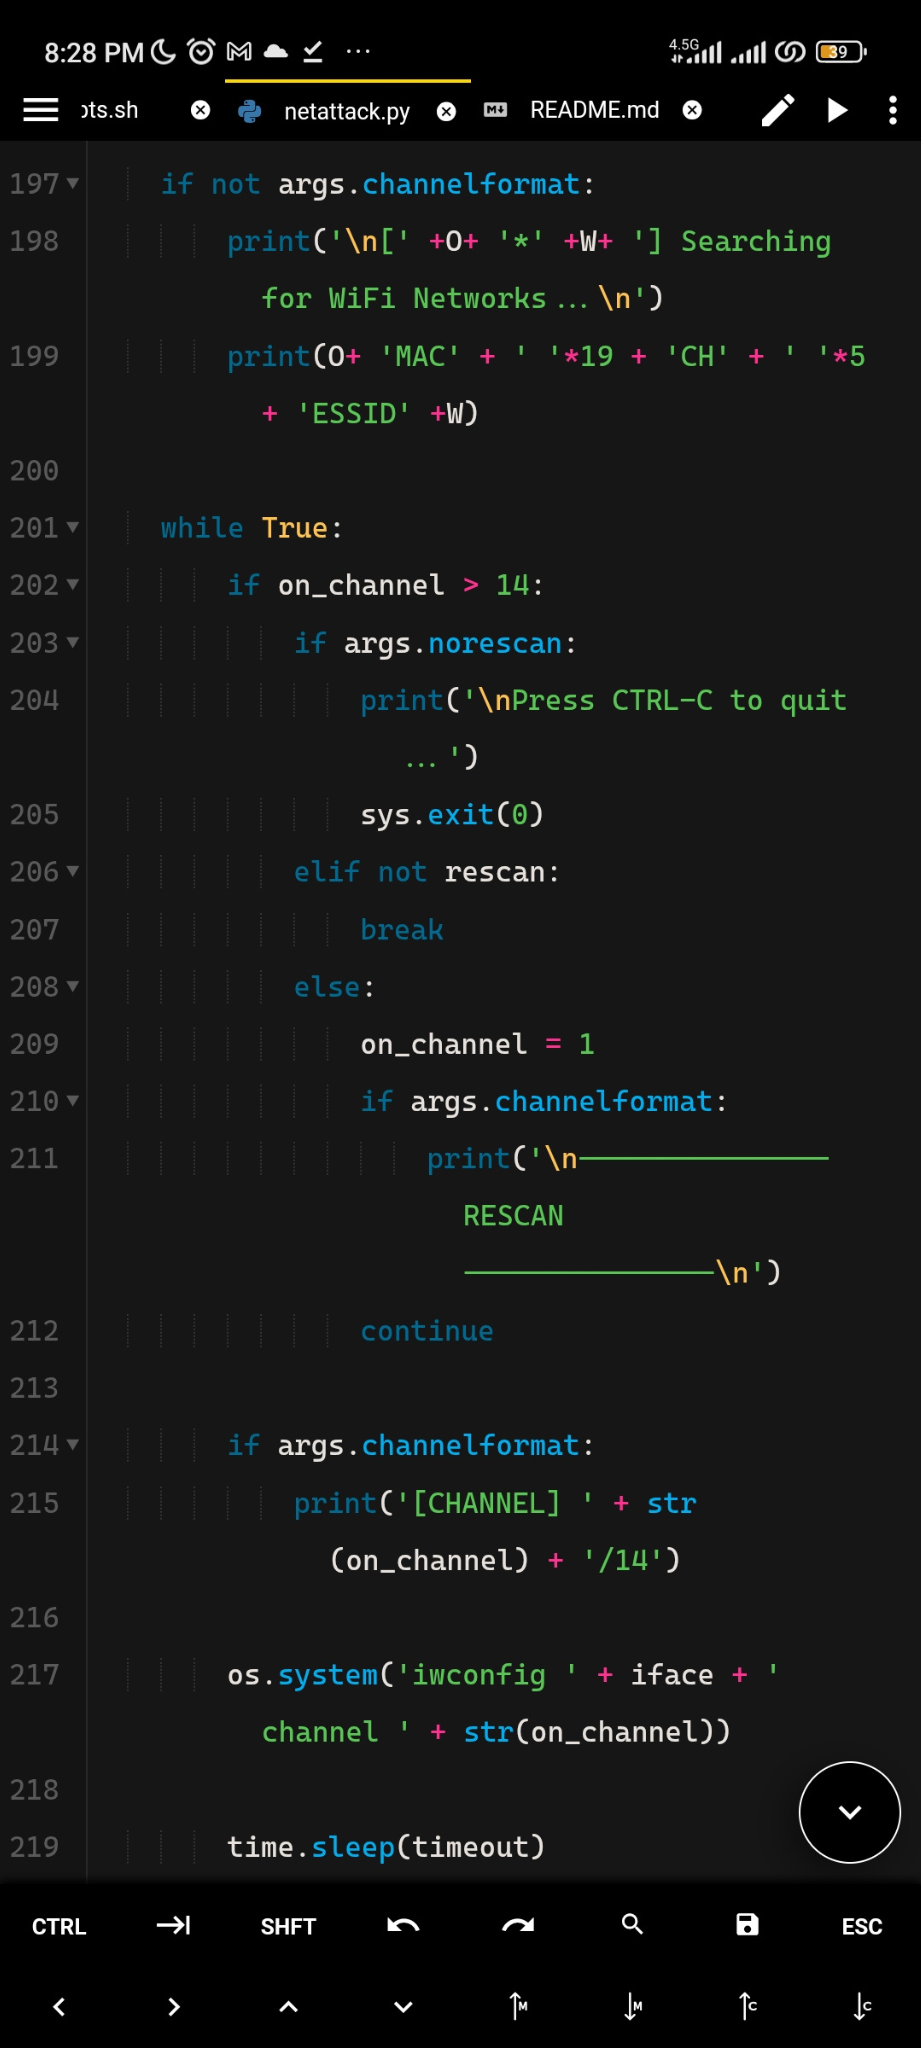 8:28 PM ... 4.5G 39
ots.sh netattack.py README.md
197 if not args.channelformat:
198 print('\n[' +O+ '*' +W+ '] Searching
for WiFi Networks...\n')
199 print(O+ 'MAC' + ' '*19 + 'CH' + ' '*5
+ 'ESSID' +W)
200
201 while True:
202 if on_channel > 14:
203 if args.norescan:
204 print('\nPress CTRL-C to quit
...')
205 sys.exit(0)
206 elif not rescan:
207 break
208 else:
209 on_channel = 1
210 if args.channelformat:
211 print('\n---------------
RESCAN
---------------\n')
212 continue
213
214 if args.channelformat:
215 print('[CHANNEL] ' + str
(on_channel) + '/14')
216
217 os.system('iwconfig ' + iface + '
channel ' + str(on_channel))
218
219 time.sleep(timeout)
CTRL SHFT ESC
M M C C